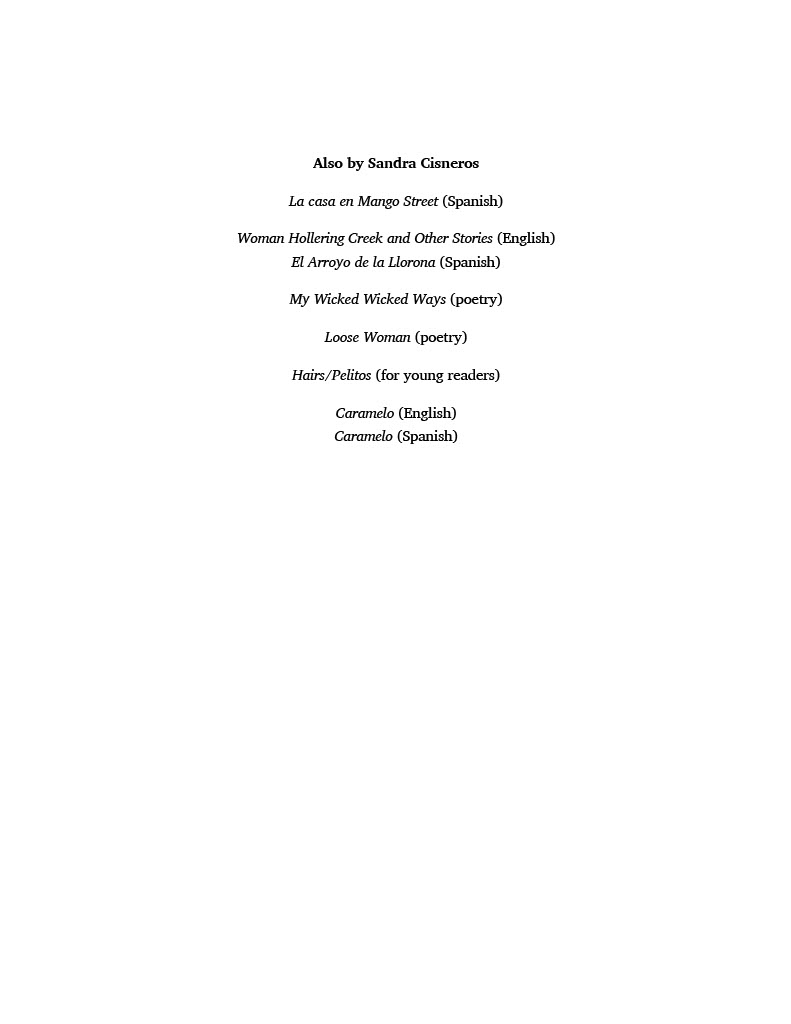 Also by Sandra Cisneros
La casa en Mango Street (Spanish)
Woman Hollering Creek and Other Stories (English)
El Arroyo de la Llorona (Spanish)
My Wicked Wicked Ways (poetry)
Loose Woman (poetry)
Hairs/Pelitos (for young readers)
Caramelo (English)
Caramelo (Spanish)